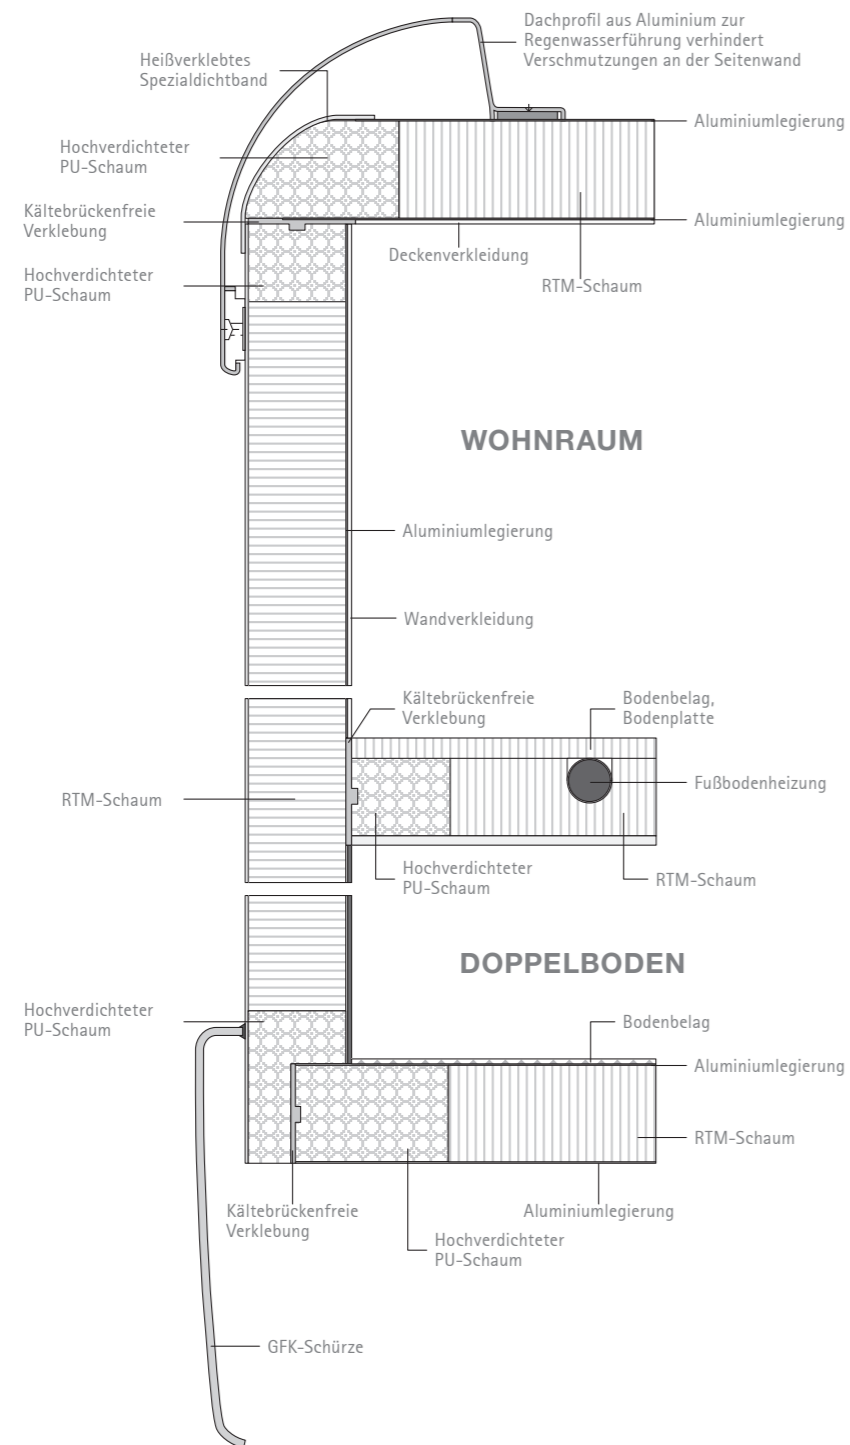 Dachprofil aus Aluminium zur
Regenwasserführung verhindert
Verschmutzungen an der Seitenwand
Heißverklebtes
Spezialdichtband
Aluminiumlegierung
Hochverdichteter
PU-Schaum
Kältebrückenfreie
Verklebung
Aluminiumlegierung
Deckenverkleidung
Hochverdichteter
PU-Schaum
RTM-Schaum
WOHNRAUM
Aluminiumlegierung
Wandverkleidung
Kältebrückenfreie
Verklebung
Bodenbelag,
Bodenplatte
Fußbodenheizung
RTM-Schaum
Hochverdichteter
PU-Schaum
RTM-Schaum
DOPPELBODEN
Hochverdichteter
PU-Schaum
Bodenbelag
Aluminiumlegierung
RTM-Schaum
Kältebrückenfreie
Verklebung
Aluminiumlegierung
Hochverdichteter
PU-Schaum
GFK-Schürze